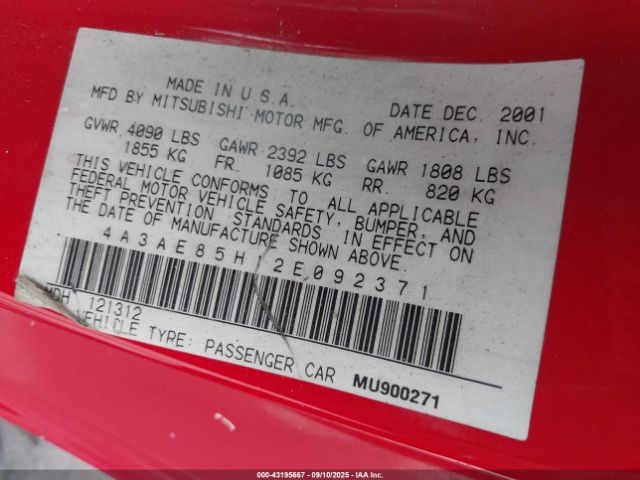 MADE IN U.S.A. DATE DEC. 2001
MFD BY MITSUBISHI MOTOR MFG. OF AMERICA, INC.
GVWR 4090 LBS GAWR 2392 LBS GAWR 1808 LBS
1855 KG FR. 1085 KG RR. 820 KG
THIS VEHICLE CONFORMS TO ALL APPLICABLE
FEDERAL MOTOR VEHICLE SAFETY, BUMPER, AND
THEFT PREVENTION STANDARDS IN EFFECT ON
THE DATE OF MANUFACTURE SHOWN ABOVE.
4A3AE85H 2E092371
MDH 121312
VEHICLE TYPE: PASSENGER CAR MU900271
000-43195667 - 09/10/2025 - IAA Inc.